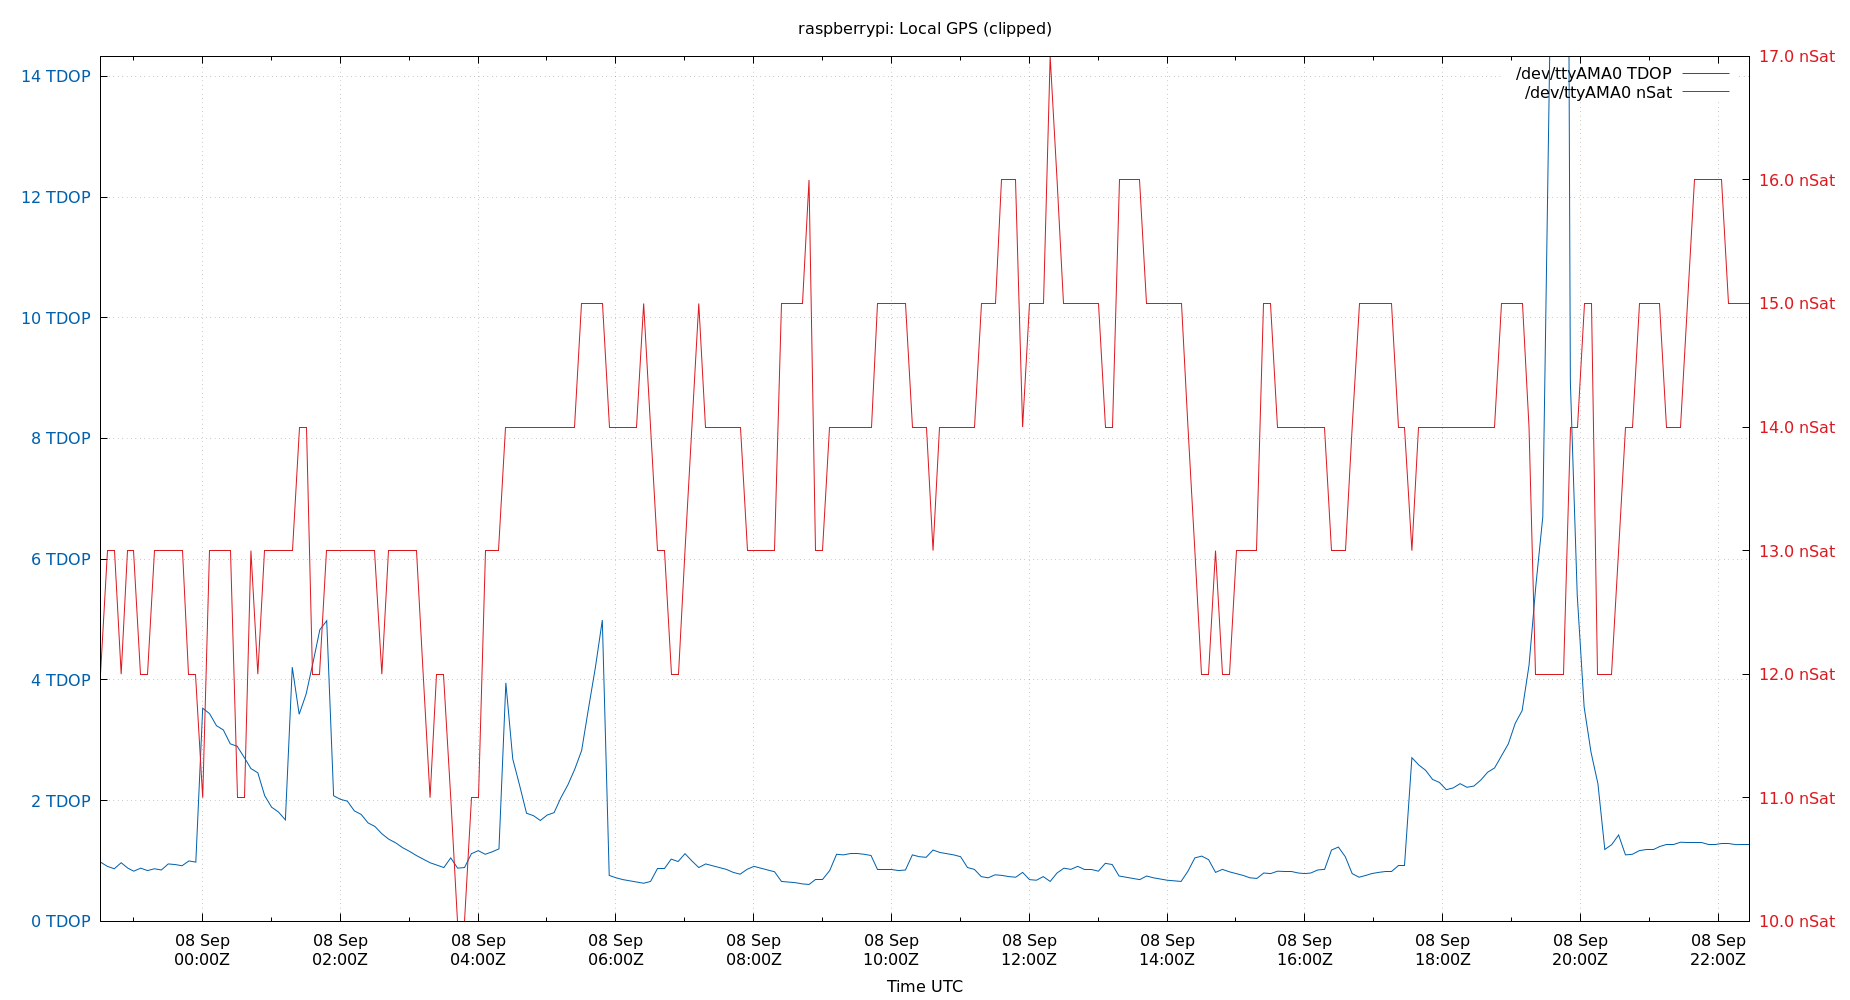 raspberrypi: Local GPS (clipped)
/dev/ttyAMA0 TDOP
/dev/ttyAMA0 nSat
14 TDOP
12 TDOP
10 TDOP
8 TDOP
6 TDOP
4 TDOP
2 TDOP
0 TDOP
17.0 nSat
16.0 nSat
15.0 nSat
14.0 nSat
13.0 nSat
12.0 nSat
11.0 nSat
10.0 nSat
08 Sep 08 Sep 08 Sep 08 Sep 08 Sep 08 Sep 08 Sep 08 Sep 08 Sep 08 Sep 08 Sep 08 Sep
00:00Z 02:00Z 04:00Z 06:00Z 08:00Z 10:00Z 12:00Z 14:00Z 16:00Z 18:00Z 20:00Z 22:00Z
Time UTC